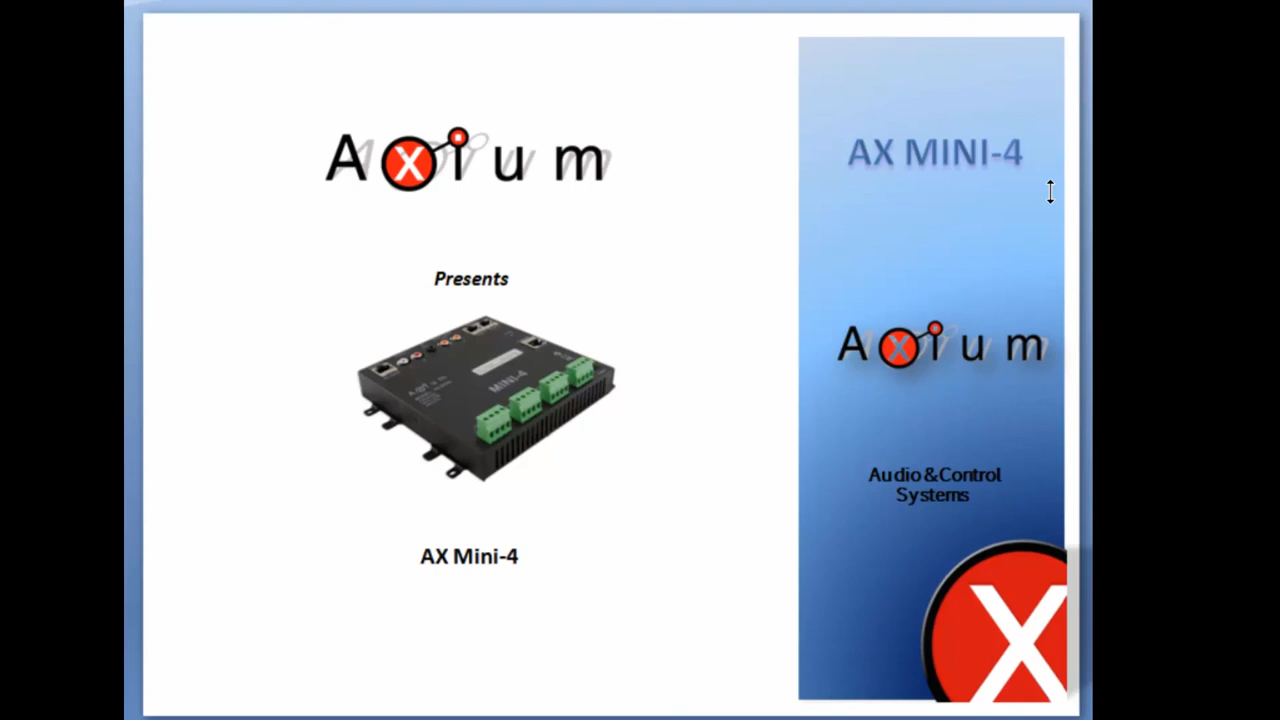 Axium
Presents
MINI-4
AX Mini-4
AX MINI-4
Axium
Audio & Control
Systems
X